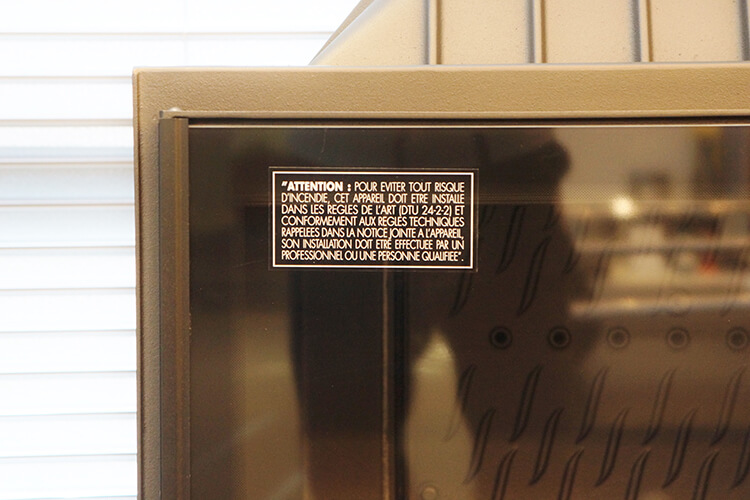 "ATTENTION : POUR EVITER TOUT RISQUE
D'INCENDIE, CET APPAREIL DOIT ETRE INSTALLE
DANS LES REGLES DE L'ART (DTU 24-2-2) ET
CONFORMEMENT AUX REGLES TECHNIQUES
RAPPELEES DANS LA NOTICE JOINTE A L'APPAREIL,
SON INSTALLATION DOIT ETRE EFFECTUEE PAR UN
PROFESSIONNEL OU UNE PERSONNE QUALIFIEE".